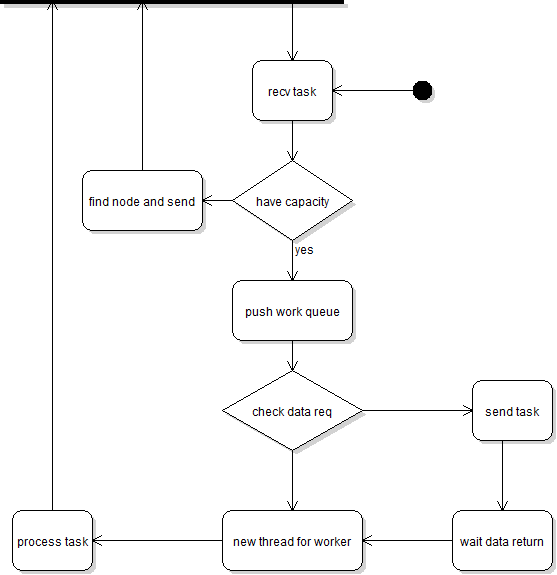 recv task
find node and send
have capacity
yes
push work queue
check data req
send task
process task
new thread for worker
wait data return